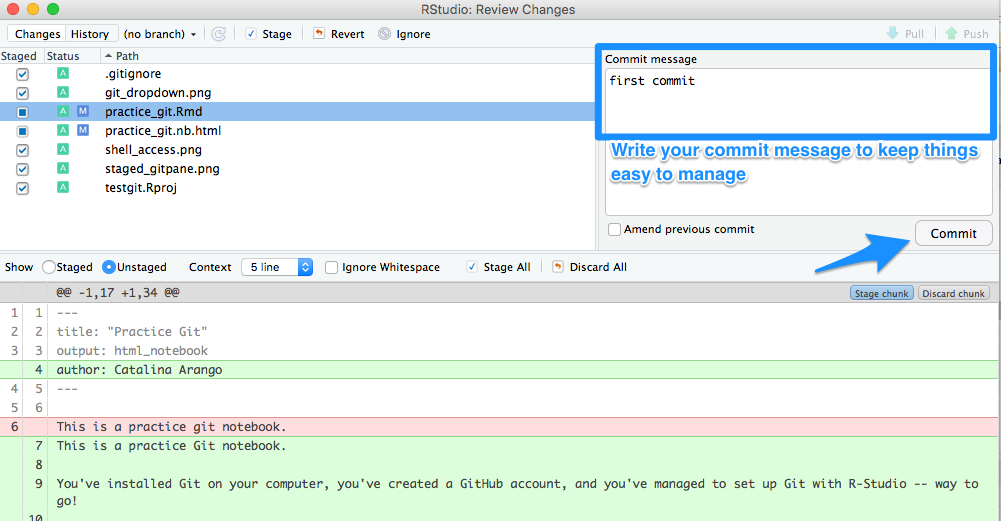 RStudio: Review Changes
Changes History (no branch) Stage Revert Ignore Pull Push
Staged Status Path
A .gitignore
A git_dropdown.png
A M practice_git.Rmd
A M practice_git.nb.html
A shell_access.png
A staged_gitpane.png
A testgit.Rproj
Commit message
first commit
Write your commit message to keep things
easy to manage
Amend previous commit
Commit
Show Staged Unstaged Context 5 line Ignore Whitespace Stage All Discard All
@@ -1,17 +1,34 @@ Stage chunk Discard chunk
1 1 ---
2 2 title: "Practice Git"
3 3 output: html_notebook
4 author: Catalina Arango
4 5 ---
5 6
6 This is a practice git notebook.
7 This is a practice Git notebook.
8
9 You've installed Git on your computer, you've created a GitHub account, and you've managed to set up Git with R-Studio -- way to
go!
10